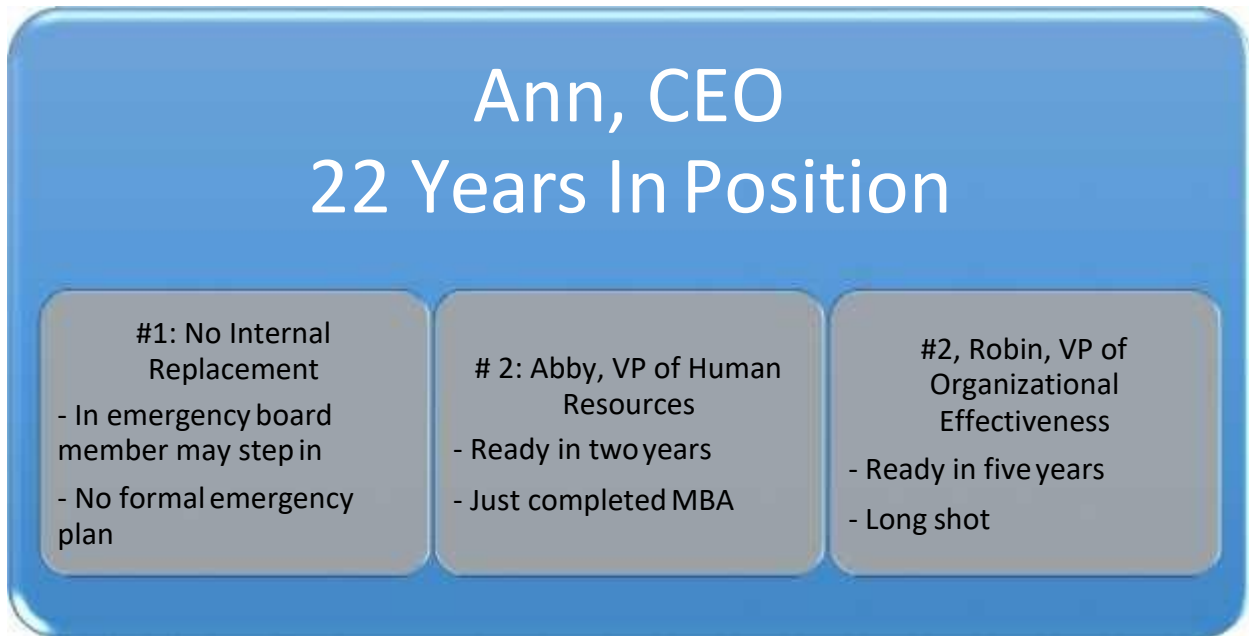 Ann, CEO
22 Years In Position
#1: No Internal
Replacement
- In emergency board
member may step in
- No formal emergency
plan
# 2: Abby, VP of Human
Resources
- Ready in two years
- Just completed MBA
#2, Robin, VP of
Organizational
Effectiveness
- Ready in five years
- Long shot